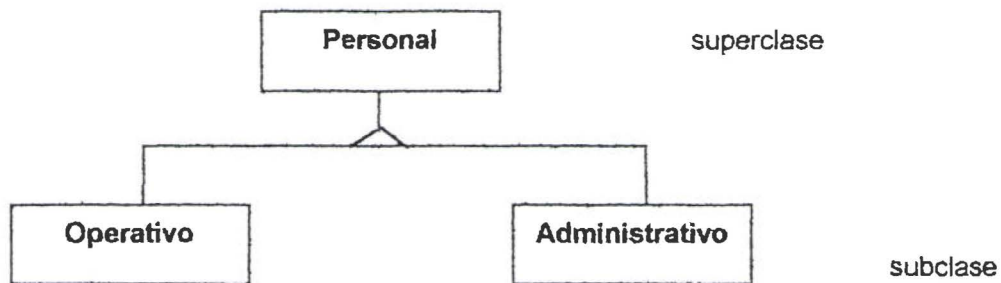 Personal
superclase
Operativo
Administrativo
subclase